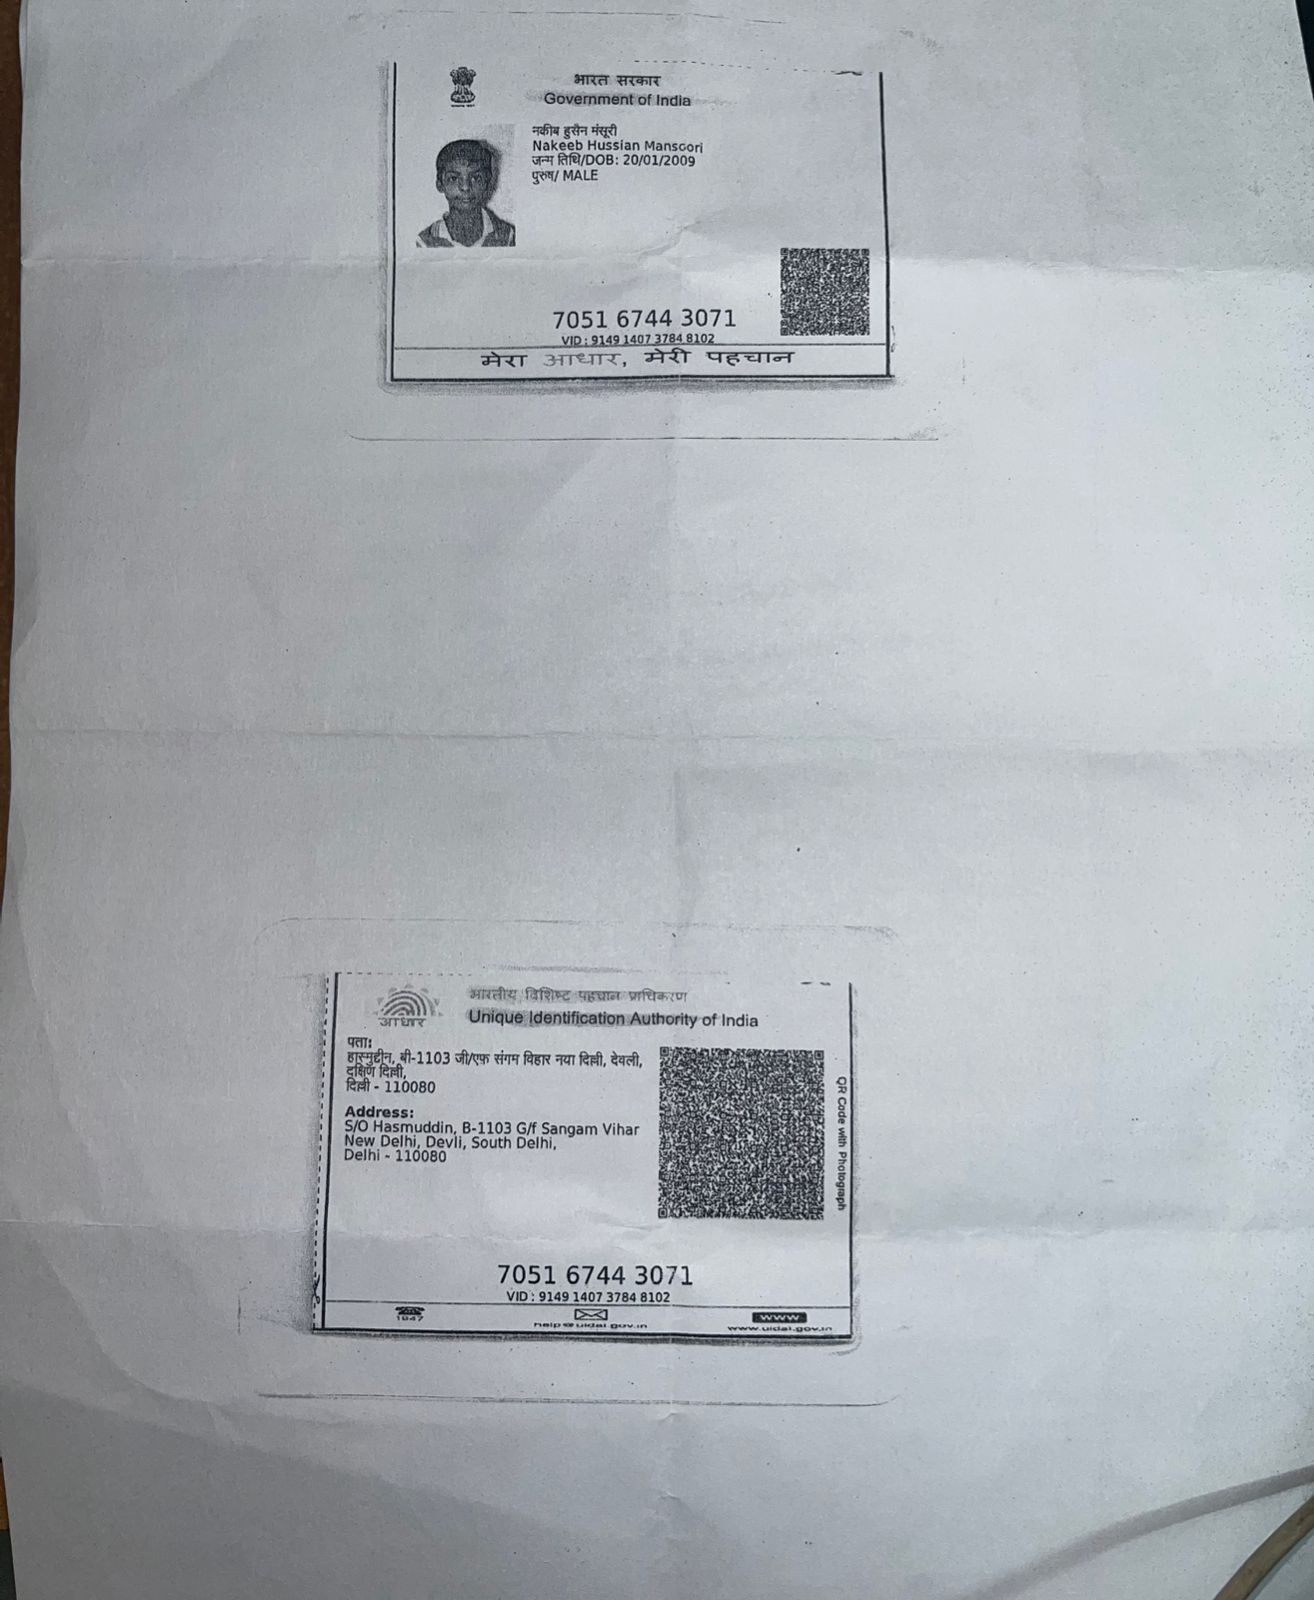 भारत सरकार
Government of India
नकीब हुसैन मंसूरी
Nakeeb Hussian Mansoori
जन्म तिथि/DOB: 20/01/2009
पुरुष/ MALE
7051 6744 3071
VID : 9149 1407 3784 8102
मेरा आधार, मेरी पहचान
भारतीय विशिष्ट पहचान प्राधिकरण
आधार
Unique Identification Authority of India
पता:
हास्मुद्दीन, बी-1103 जी/एफ संगम विहार नया दिल्ली, देवली,
दक्षिण दिल्ली,
दिल्ली - 110080
Address:
S/O Hasmuddin, B-1103 G/f Sangam Vihar
New Delhi, Devli, South Delhi,
Delhi - 110080
QR Code with Photograph
7051 6744 3071
VID : 9149 1407 3784 8102
1947
help@uidai.gov.in
www
www.uidai.gov.in